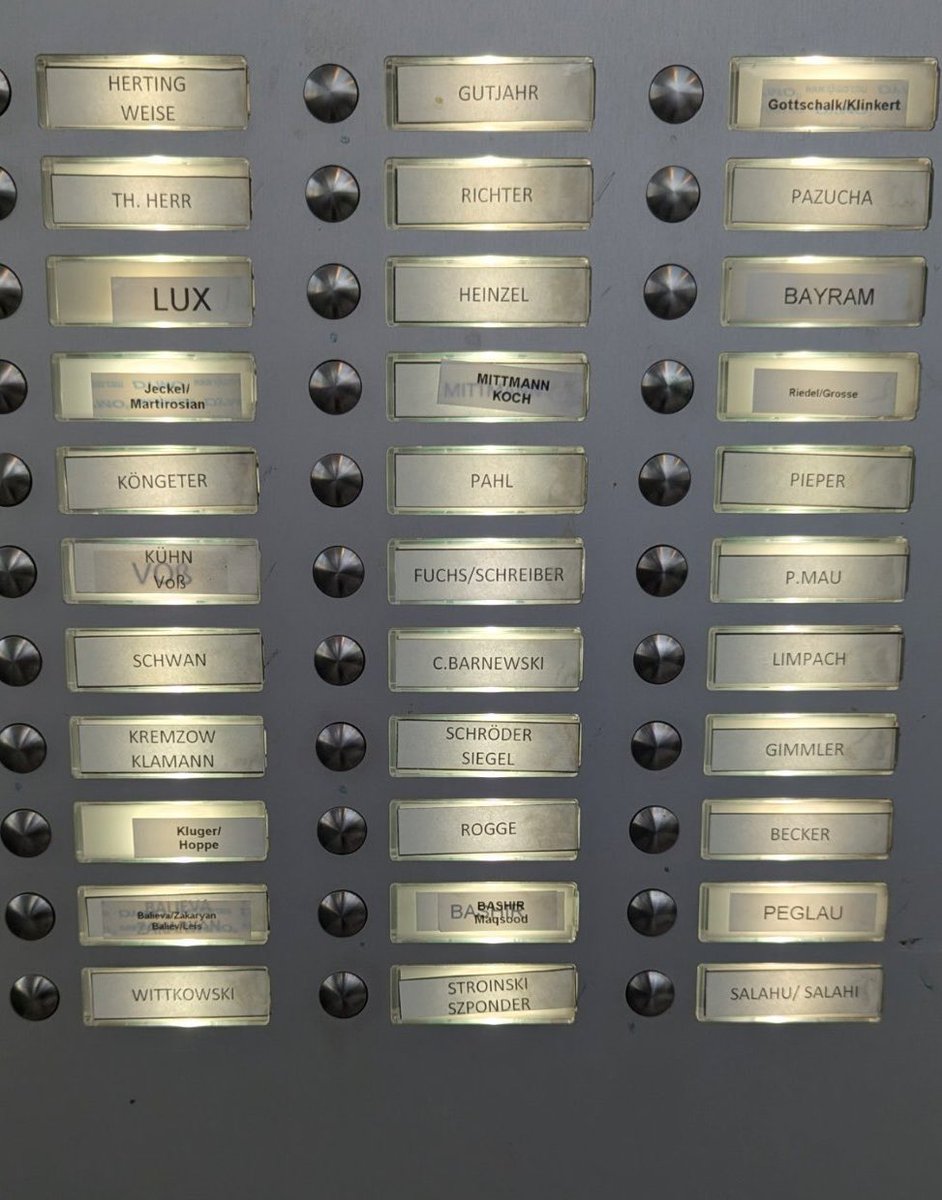 HERTING
WEISE
GUTJAHR
Gottschalk/Klinkert
TH. HERR
RICHTER
PAZUCHA
LUX
HEINZEL
BAYRAM
Jeckel/
Martirosian
MITTMANN
KOCH
Riedel/Grosse
KÖNGETER
PAHL
PIEPER
KÜHN
Voß
FUCHS/SCHREIBER
P.MAU
SCHWAN
C.BARNEWSKI
LIMPACH
KREMZOW
KLAMANN
SCHRÖDER
SIEGEL
GIMMLER
Kluger/
Hoppe
ROGGE
BECKER
Balieva/Zakaryan
Baliev/Leis
BASHIR
Maqsood
PEGLAU
WITTKOWSKI
STROINSKI
SZPONDER
SALAHU/ SALAHI